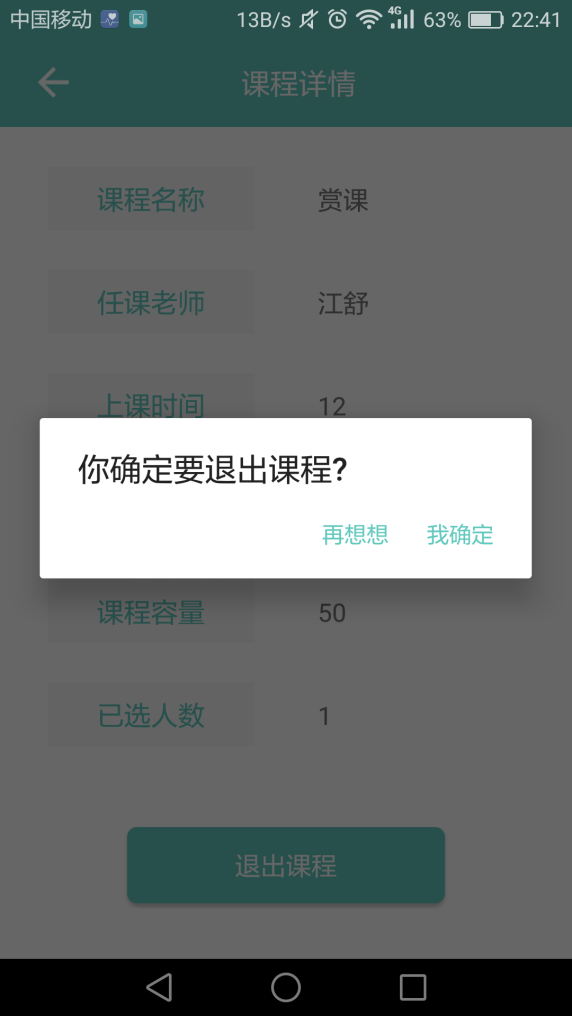 中国移动 13B/s 4G 63% 22:41
课程详情
课程名称 赏课
任课老师 江舒
上课时间 12
你确定要退出课程?
再想想 我确定
课程容量 50
已选人数 1
退出课程